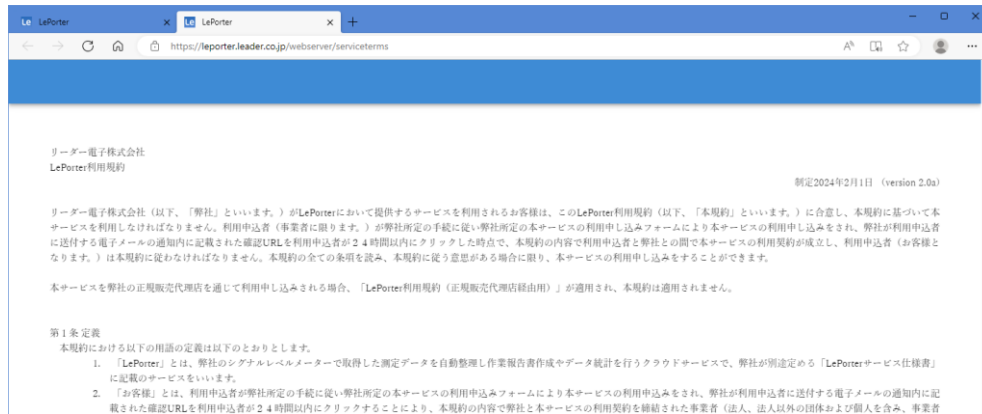 LePorter
LePorter
https://leporter.leader.co.jp/webserver/serviceterms
リーダー電子株式会社
LePorter利用規約
制定2024年2月1日 (version 2.0a)
リーダー電子株式会社（以下、「弊社」といいます。）がLePorterにおいて提供するサービスを利用されるお客様は、このLePorter利用規約（以下、「本規約」といいます。）に合意し、本規約に基づいて本
サービスを利用しなければなりません。利用申込者（事業者に限ります。）が弊社所定の手続に従い弊社所定の本サービスの利用申し込みフォームにより本サービスの利用申し込みをされ、弊社が利用申込者
に送付する電子メールの通知内に記載された確認URLを利用申込者が２４時間以内にクリックした時点で、本規約の内容で利用申込者と弊社との間で本サービスの利用契約が成立し、利用申込者（お客様と
なります。）は本規約に従わなければなりません。本規約の全ての条項を読み、本規約に従う意思がある場合に限り、本サービスの利用申し込みをすることができます。
本サービスを弊社の正規販売代理店を通じて利用申し込みされる場合、「LePorter利用規約（正規販売代理店経由用）」が適用され、本規約は適用されません。
第１条 定義
本規約における以下の用語の定義は以下のとおりとします。
1. 「LePorter」とは、弊社のシグナルレベルメーターで取得した測定データを自動整理し作業報告書作成やデータ統計を行うクラウドサービスで、弊社が別途定める「LePorterサービス仕様書」
に記載のサービスをいいます。
2. 「お客様」とは、利用申込者が弊社所定の手続に従い弊社所定の本サービスの利用申込みフォームにより本サービスの利用申込みをされ、弊社が利用申込者に送付する電子メールの通知内に記
載された確認URLを利用申込者が２４時間以内にクリックすることにより、本規約の内容で弊社と本サービスの利用契約を締結された事業者（法人、法人以外の団体および個人を含み、事業者